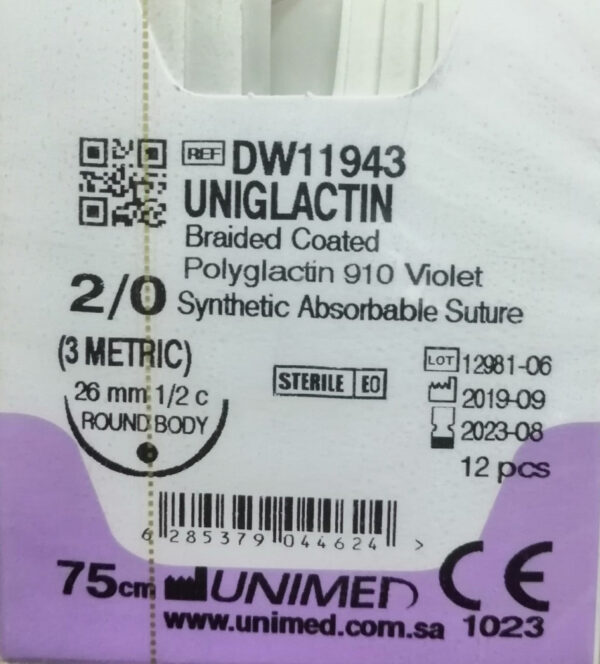 REF DW11943
UNIGLACTIN
Braided Coated
Polyglactin 910 Violet
2/0 Synthetic Absorbable Suture
(3 METRIC)
26 mm 1/2 c
ROUND BODY
STERILE EO
LOT 12981-06
2019-09
2023-08
12 pcs
6 285379 044624 >
75cm UNIMED
www.unimed.com.sa
CE 1023